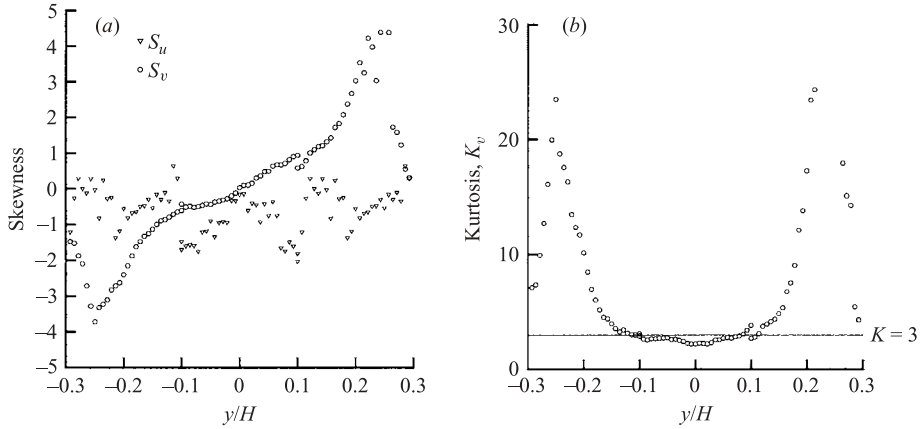 (a)
S_u
S_v
5
4
3
2
1
0
−1
−2
−3
−4
−5
Skewness
−0.3 −0.2 −0.1 0 0.1 0.2 0.3
y/H
(b)
40
30
20
10
0
Kurtosis, K_v
K = 3
−0.3 −0.2 −0.1 0 0.1 0.2 0.3
y/H